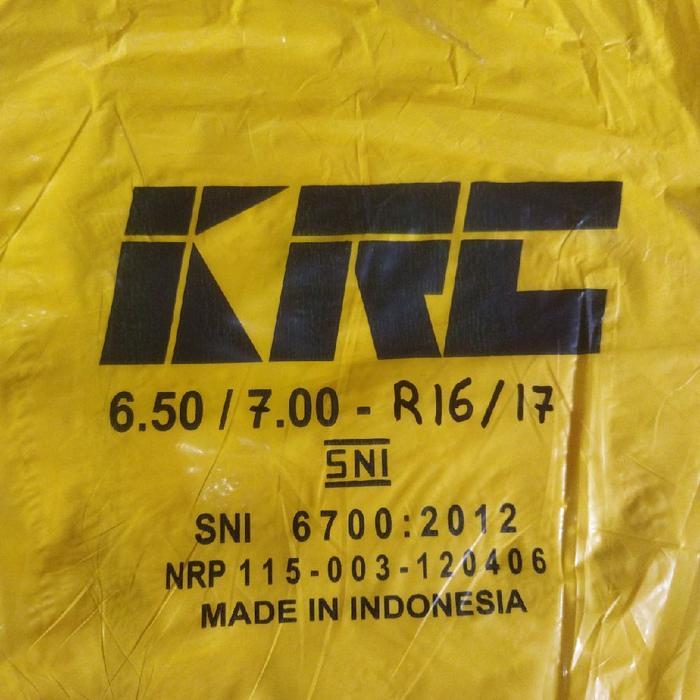 KRC
6.50 / 7.00 - R16/17
SNI
SNI 6700:2012
NRP 115-003-120406
MADE IN INDONESIA